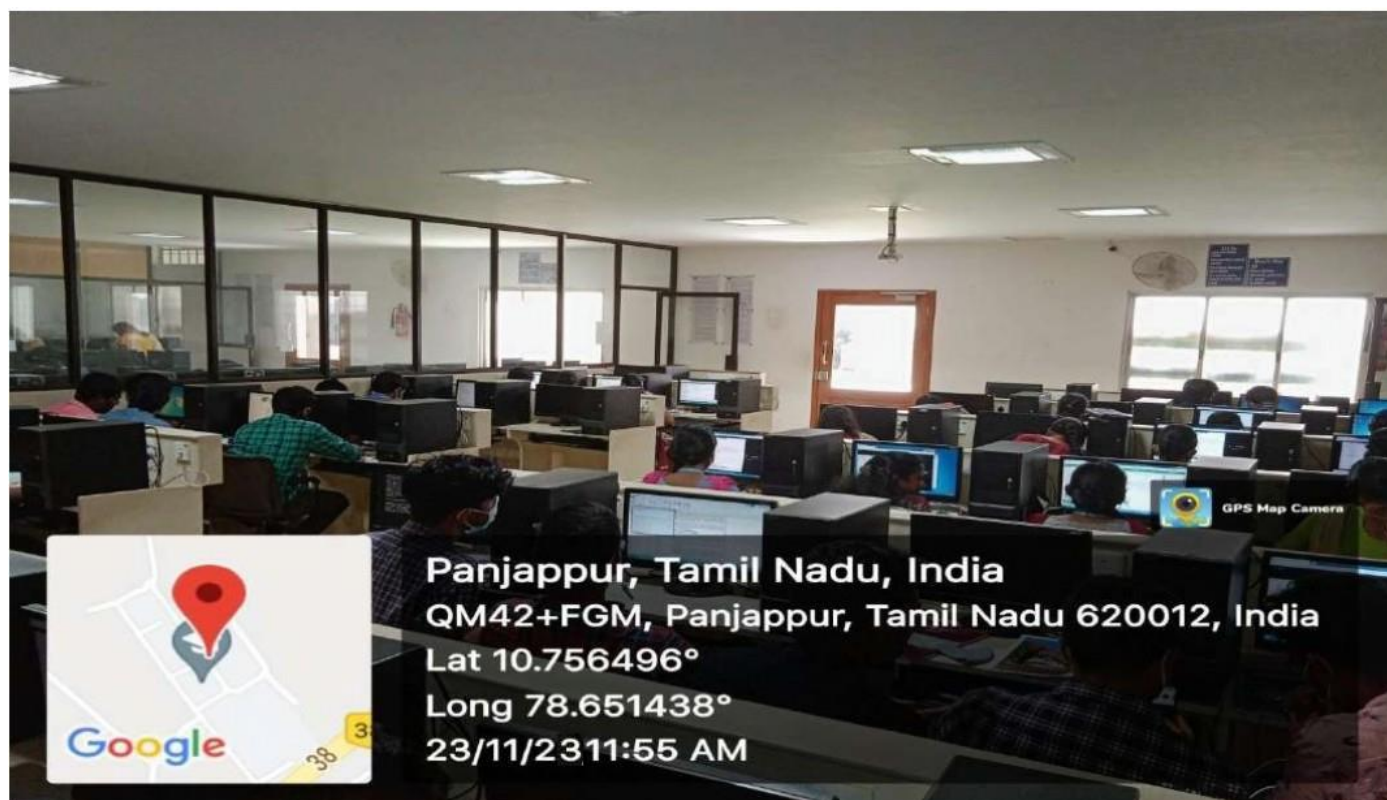 GPS Map Camera
Panjappur, Tamil Nadu, India
QM42+FGM, Panjappur, Tamil Nadu 620012, India
Lat 10.756496°
Long 78.651438°
23/11/2311:55 AM
Google
38